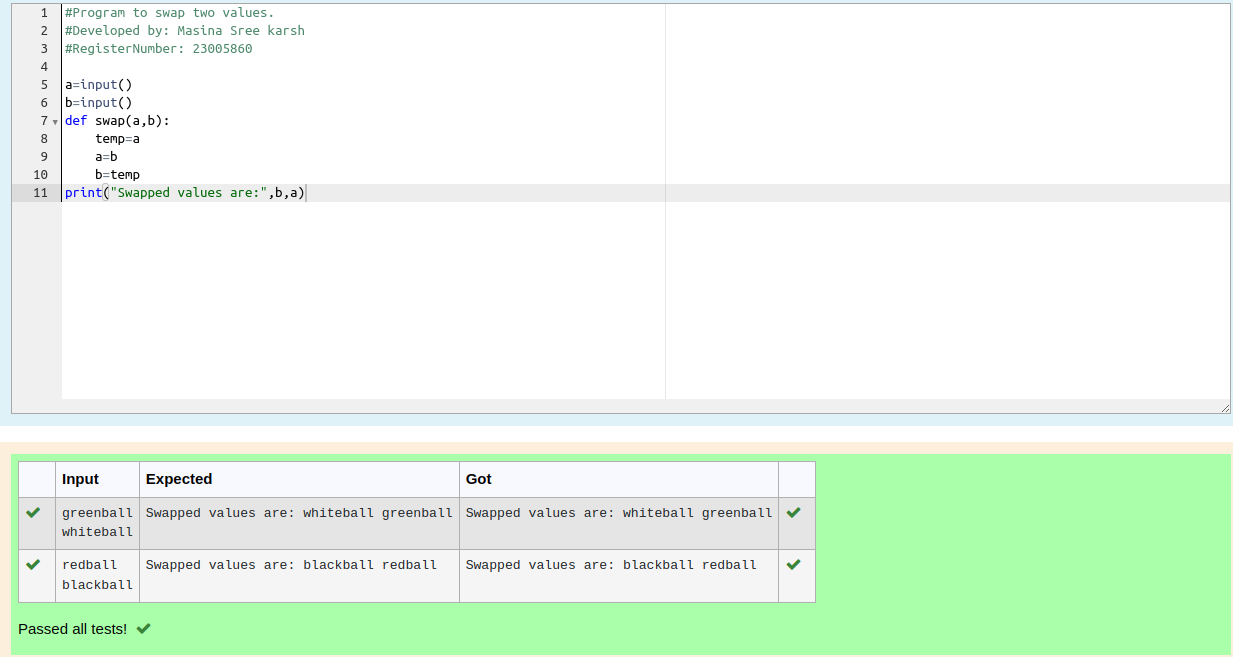 1 #Program to swap two values.
2 #Developed by: Masina Sree karsh
3 #RegisterNumber: 23005860
4
5 a=input()
6 b=input()
7 def swap(a,b):
8     temp=a
9     a=b
10     b=temp
11 print("Swapped values are:",b,a)
Input Expected Got
greenball Swapped values are: whiteball greenball Swapped values are: whiteball greenball
whiteball
redball Swapped values are: blackball redball Swapped values are: blackball redball
blackball
Passed all tests!